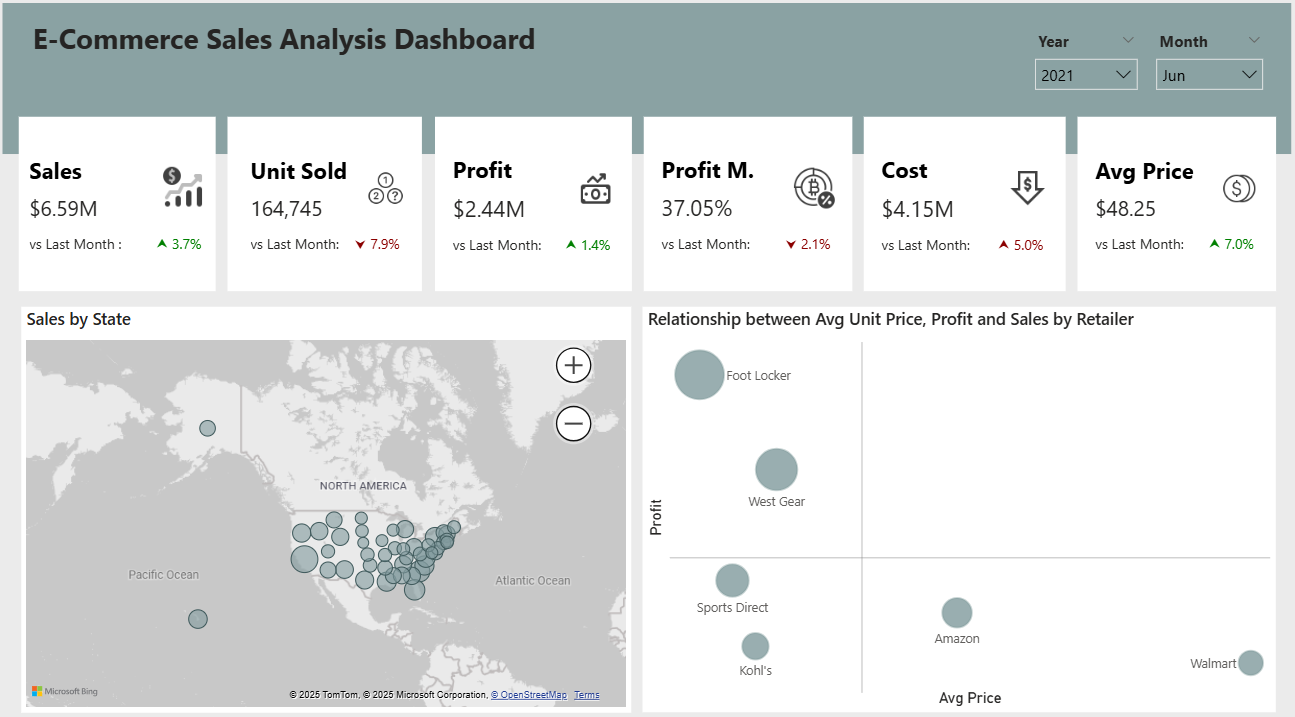 E-Commerce Sales Analysis Dashboard
Year
Month
2021
Jun
Sales
$6.59M
vs Last Month :
3.7%
Unit Sold
164,745
vs Last Month:
7.9%
1
2
?
Profit
$2.44M
vs Last Month:
1.4%
Profit M.
37.05%
vs Last Month:
2.1%
Cost
$4.15M
vs Last Month:
5.0%
Avg Price
$48.25
vs Last Month:
7.0%
Sales by State
NORTH AMERICA
Pacific Ocean
Atlantic Ocean
Microsoft Bing
© 2025 TomTom, © 2025 Microsoft Corporation, © OpenStreetMap Terms
Relationship between Avg Unit Price, Profit and Sales by Retailer
Foot Locker
West Gear
Profit
Sports Direct
Kohl's
Amazon
Walmart
Avg Price